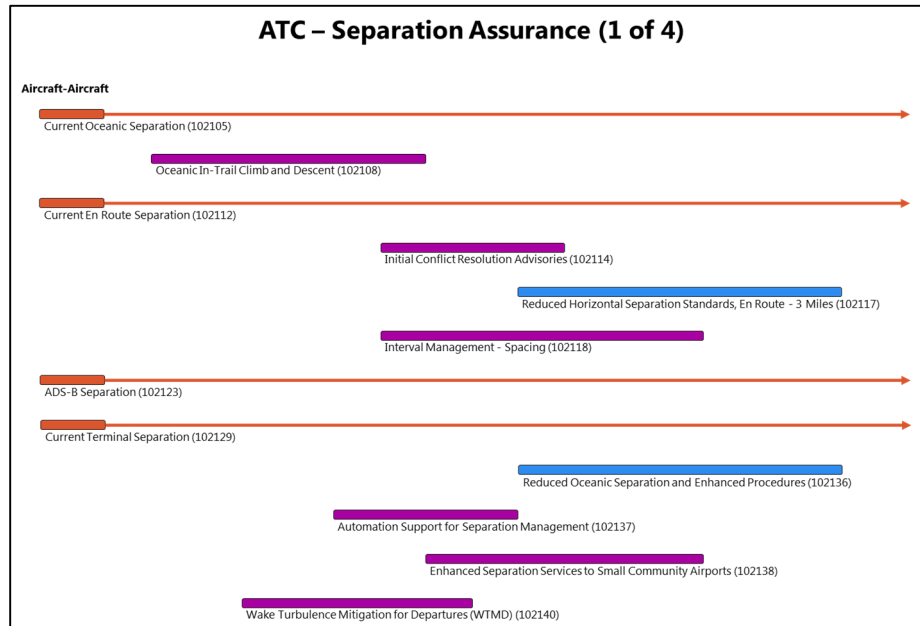 ATC – Separation Assurance (1 of 4)
Aircraft-Aircraft
Current Oceanic Separation (102105)
Oceanic In-Trail Climb and Descent (102108)
Current En Route Separation (102112)
Initial Conflict Resolution Advisories (102114)
Reduced Horizontal Separation Standards, En Route - 3 Miles (102117)
Interval Management - Spacing (102118)
ADS-B Separation (102123)
Current Terminal Separation (102129)
Reduced Oceanic Separation and Enhanced Procedures (102136)
Automation Support for Separation Management (102137)
Enhanced Separation Services to Small Community Airports (102138)
Wake Turbulence Mitigation for Departures (WTMD) (102140)